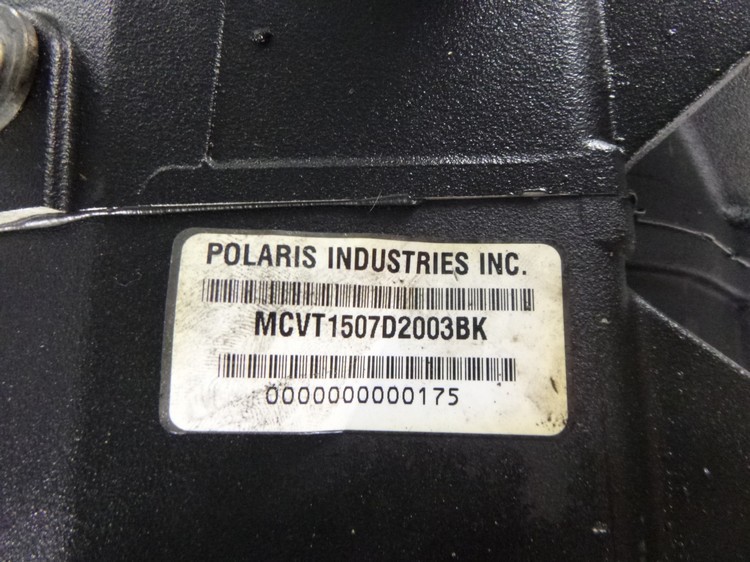 POLARIS INDUSTRIES INC.
MCVT1507D2003BK
0000000000175